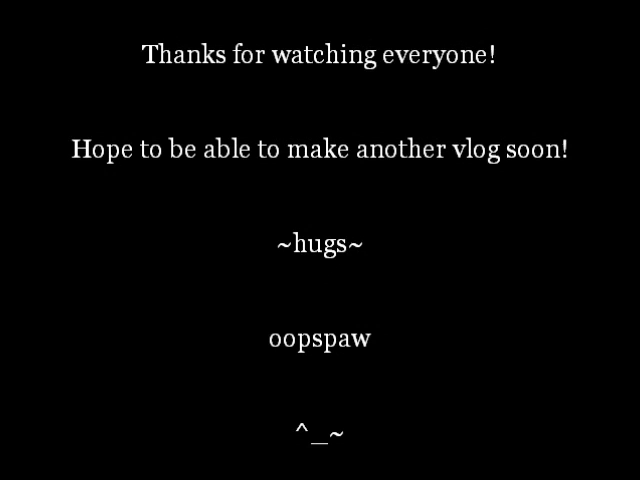 Thanks for watching everyone!
Hope to be able to make another vlog soon!
~hugs~
oopspaw
^_~